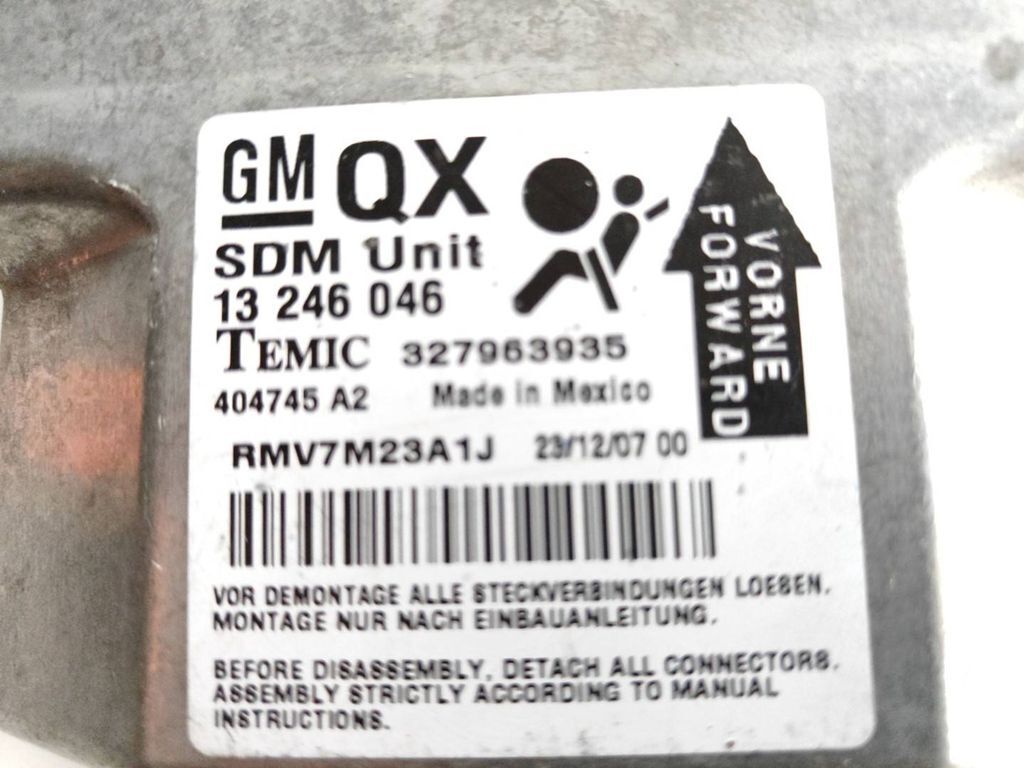 GM QX
SDM Unit
13 246 046
TEMIC 327963935
404745 A2 Made in Mexico
RMV7M23A1J 23/12/07 00
VORNE
FORWARD
VOR DEMONTAGE ALLE STECKVERBINDUNGEN LOESEN.
MONTAGE NUR NACH EINBAUANLEITUNG.
BEFORE DISASSEMBLY, DETACH ALL CONNECTORS.
ASSEMBLY STRICTLY ACCORDING TO MANUAL
INSTRUCTIONS.